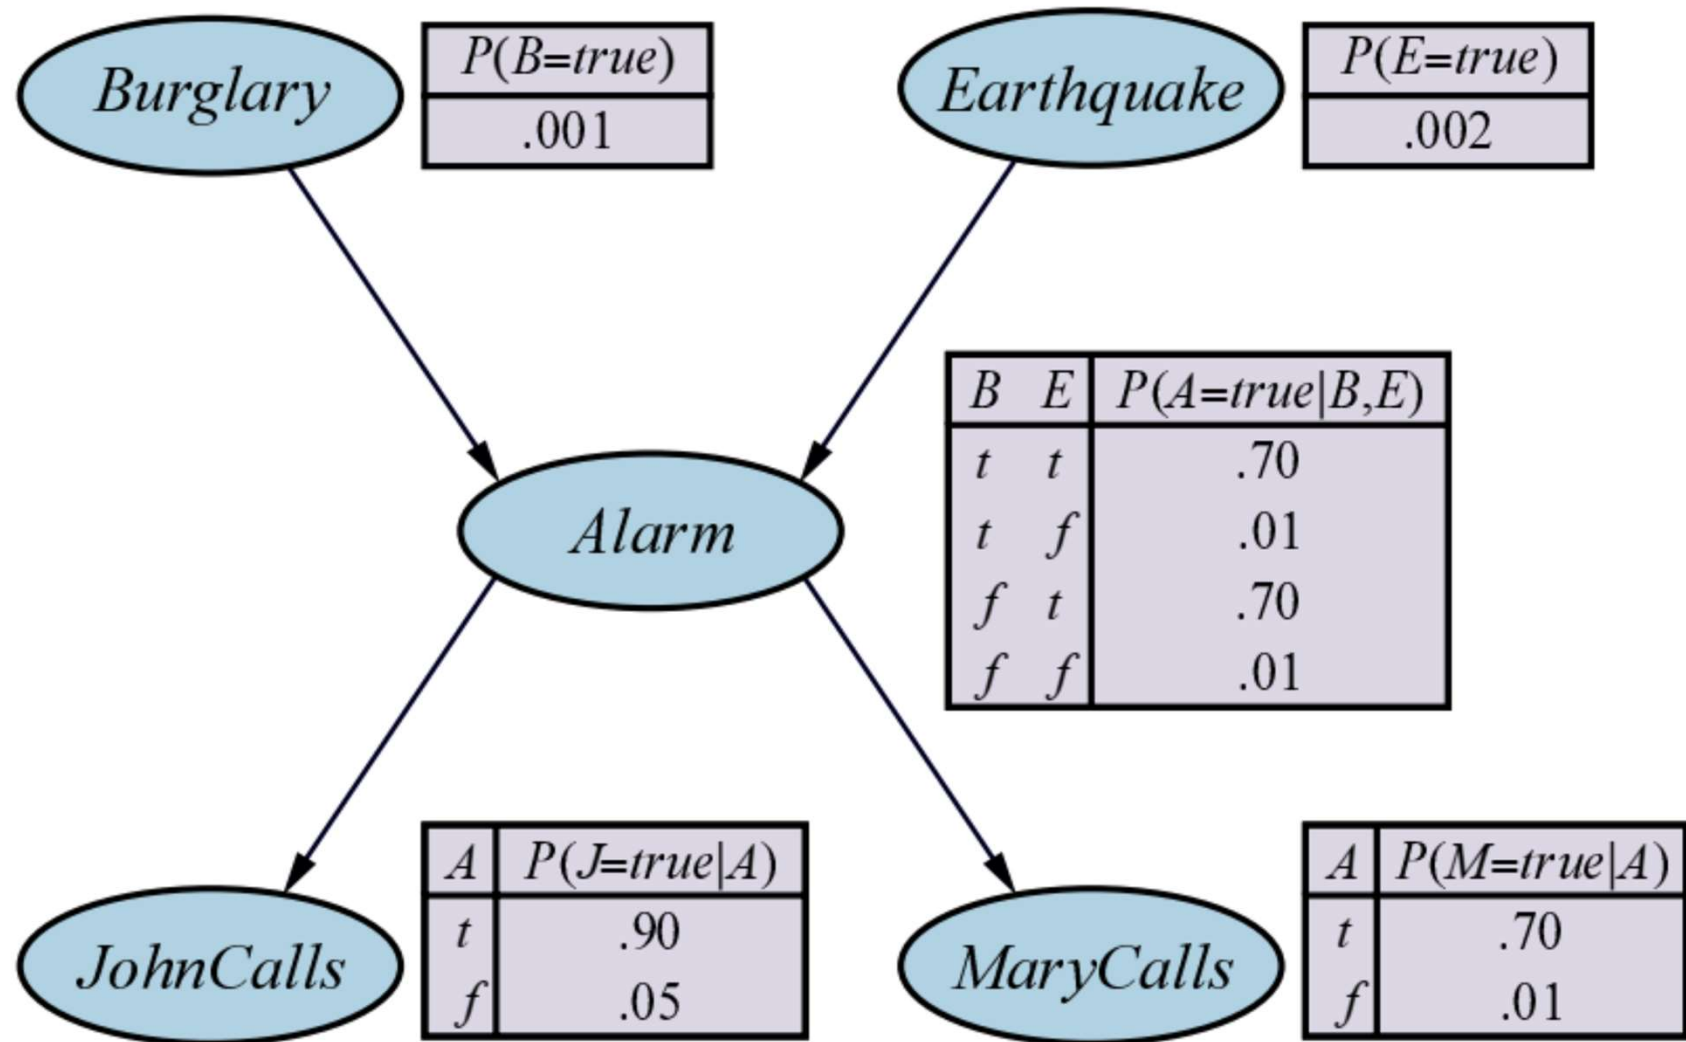 Burglary
P(B=true)
.001
Earthquake
P(E=true)
.002
B E P(A=true|B,E)
t t .70
t f .01
f t .70
f f .01
Alarm
A P(J=true|A)
t .90
f .05
JohnCalls
A P(M=true|A)
t .70
f .01
MaryCalls